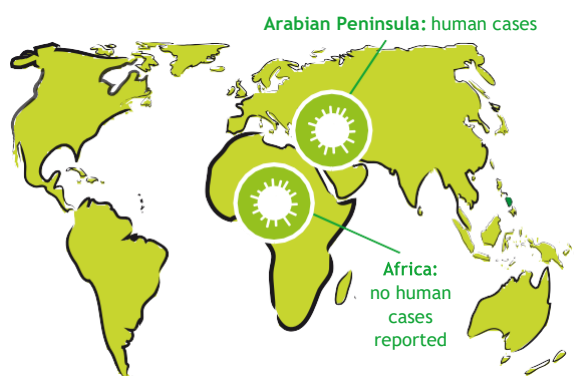 Arabian Peninsula: human cases
Africa:
no human
cases
reported